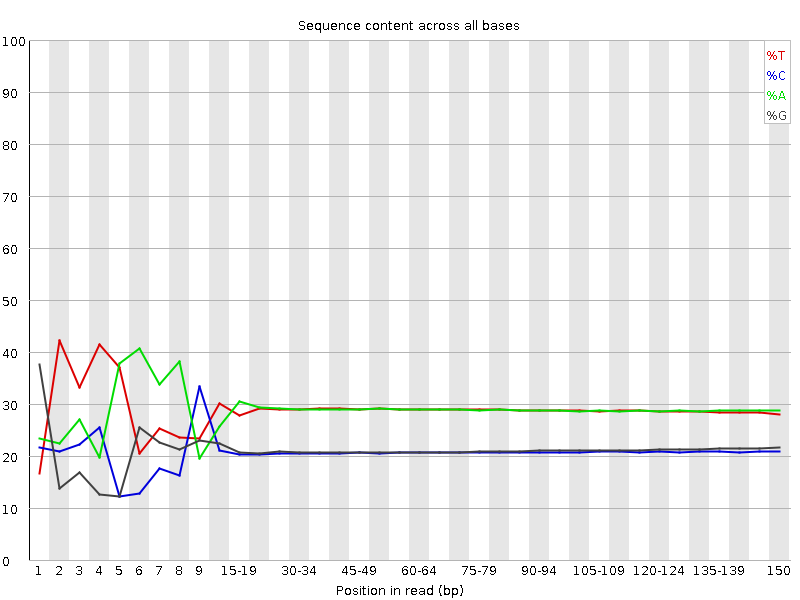 Sequence content across all bases
100
90
80
70
60
50
40
30
20
10
0
%T
%C
%A
%G
1 2 3 4 5 6 7 8 9 15-19 30-34 45-49 60-64 75-79 90-94 105-109 120-124 135-139 150
Position in read (bp)